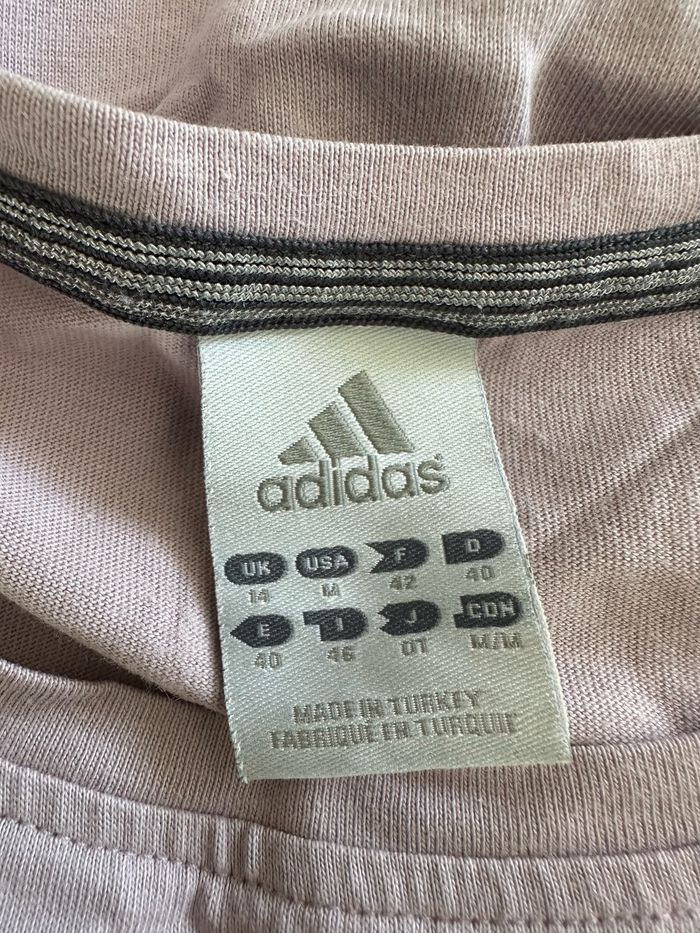 adidas
UK USA F D
14 M 42 40
E I J CDN
40 46 OT M/M
MADE IN TURKEY
FABRIQUÉ EN TURQUIE